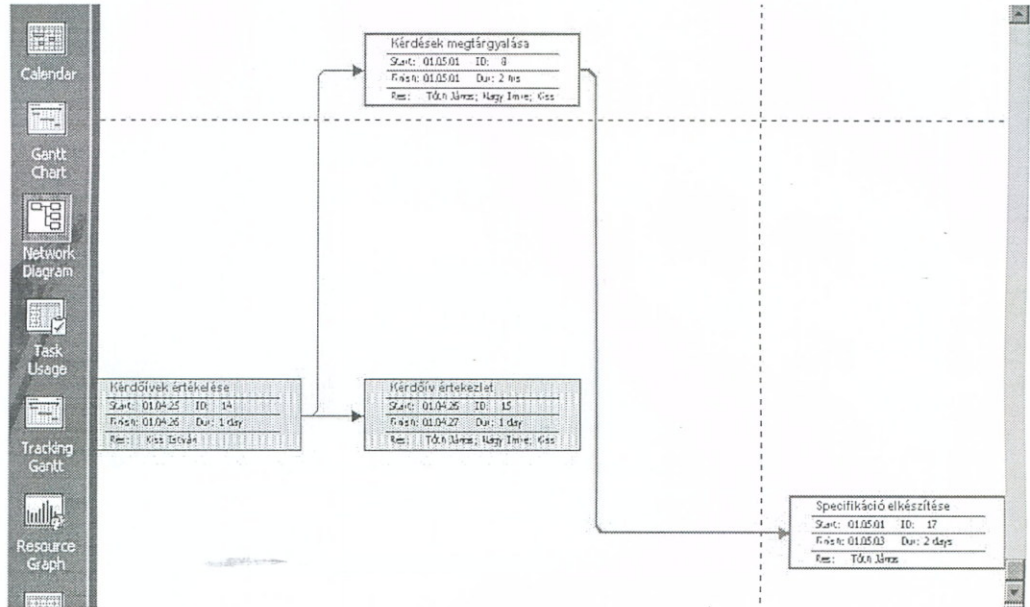 Calendar
Gantt
Chart
Network
Diagram
Task
Usage
Tracking
Gantt
Resource
Graph
Kérdések megtárgyalása
Start: 01.05.01 ID: 8
Finish: 01.05.01 Dur: 2 hrs
Res: Tóth János; Nagy Imre; Kiss
Kérdőívek értékelése
Start: 01.04.25 ID: 14
Finish: 01.04.26 Dur: 1 day
Res: Kiss István
Kérdőív értekezlet
Start: 01.04.26 ID: 15
Finish: 01.04.27 Dur: 1 day
Res: Tóth János; Nagy Imre; Kiss
Specifikáció elkészítése
Start: 01.05.01 ID: 17
Finish: 01.05.03 Dur: 2 days
Res: Tóth János